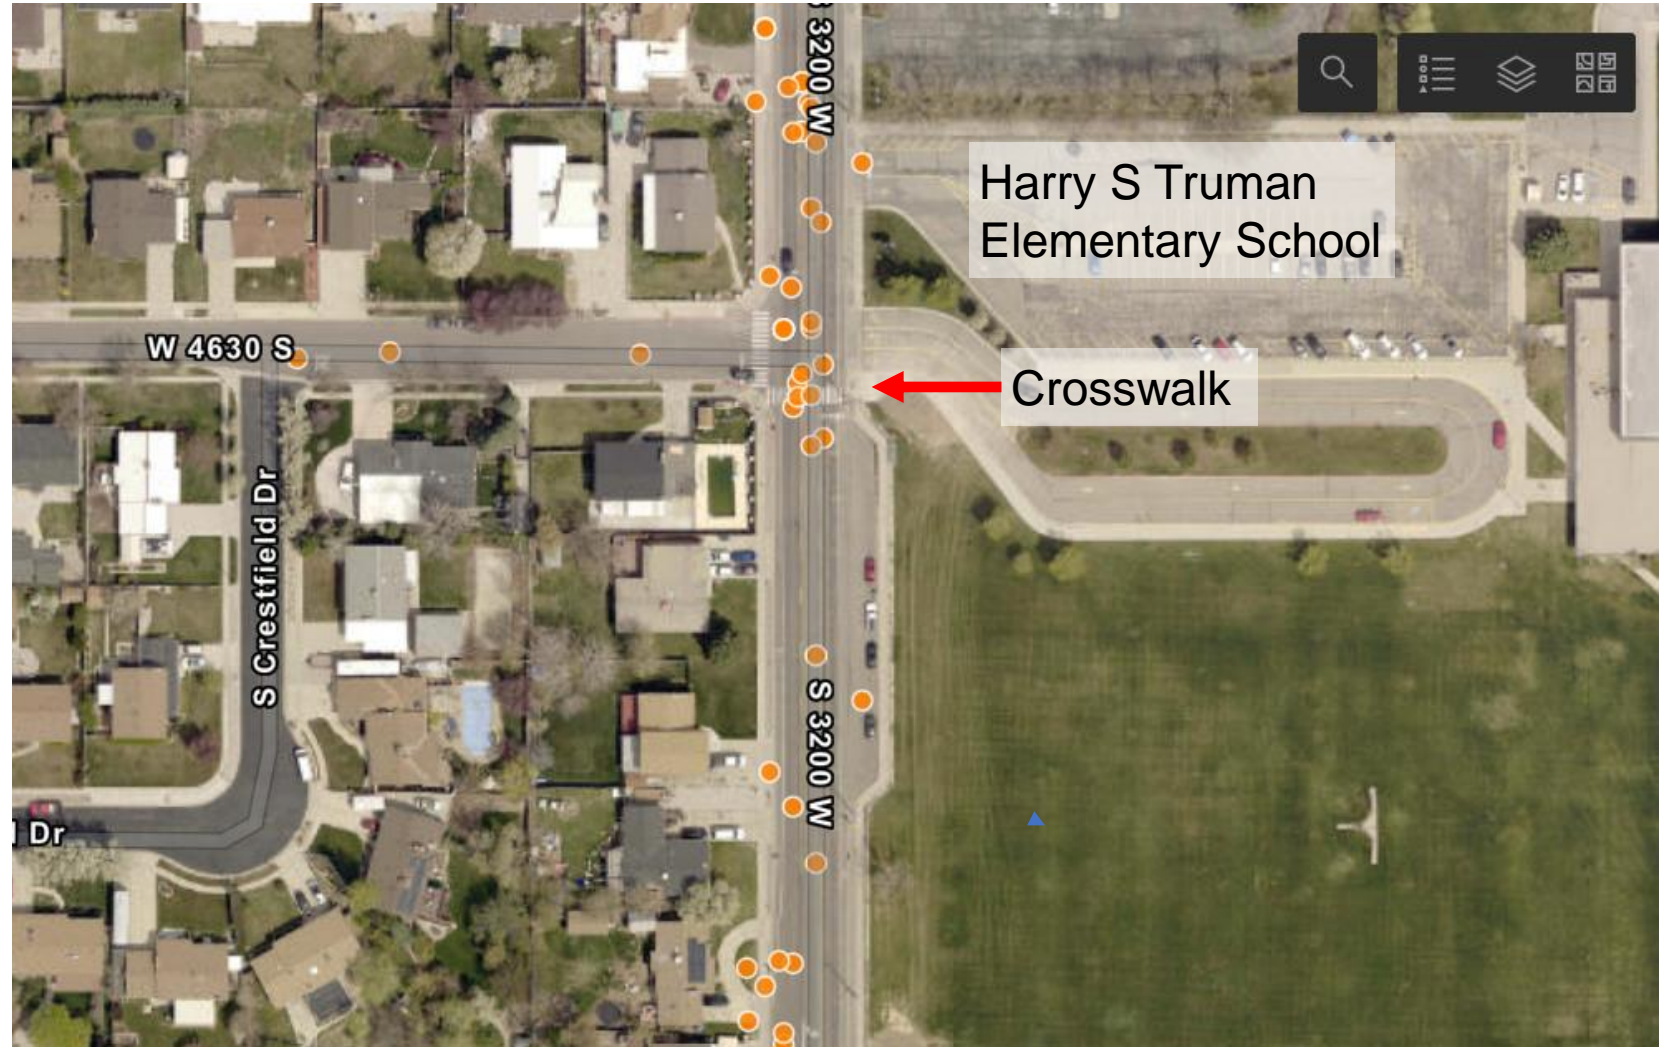 S 3200 W
Harry S Truman
Elementary School
W 4630 S
Crosswalk
S Crestfield Dr
S 3200 W
l Dr